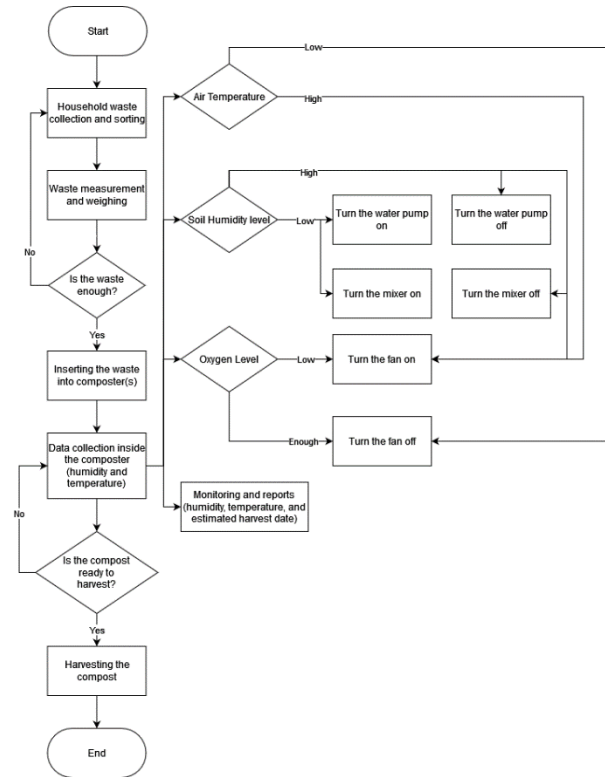 Start
Household waste
collection and sorting
Waste measurement
and weighing
No
Is the waste
enough?
Yes
Inserting the waste
into composter(s)
Data collection inside
the composter
(humidity and
temperature)
No
Is the compost
ready to
harvest?
Yes
Harvesting the
compost
End
Low
Air Temperature
High
High
Soil Humidity level
Low
Turn the water pump
on
Turn the water pump
off
Turn the mixer on
Turn the mixer off
Oxygen Level
Low
Turn the fan on
Enough
Turn the fan off
Monitoring and reports
(humidity, temperature, and
estimated harvest date)